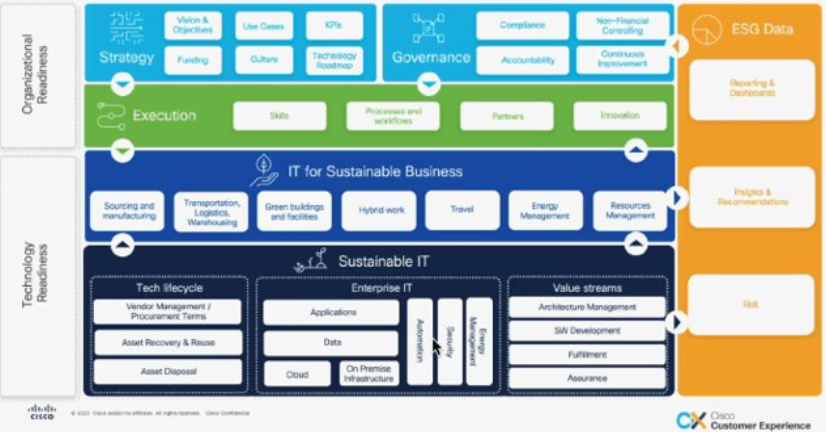 Organizational
Readiness
Strategy
Vision &
Objectives
Use Cases
KPIs
Funding
Culture
Technology
Roadmap
Governance
Compliance
Non-Financial
Controlling
Accountability
Continuous
Improvement
Execution
Skills
Processes and
workflows
Partners
Innovation
Technology
Readiness
IT for Sustainable Business
Sourcing and
manufacturing
Transportation,
Logistics,
Warehousing
Green buildings
and facilities
Hybrid work
Travel
Energy
Management
Resources
Management
Sustainable IT
Tech lifecycle
Vendor Management /
Procurement Terms
Asset Recovery & Reuse
Asset Disposal
Enterprise IT
Applications
Data
Cloud
On Premise
Infrastructure
Automation
Security
Energy
Management
Value streams
Architecture Management
SW Development
Fulfillment
Assurance
ESG Data
Reporting &
Dashboards
Insights &
Recommendations
Risk
CISCO
Cisco and/or its affiliates. All rights reserved. Cisco Confidential
CX Cisco
Customer Experience